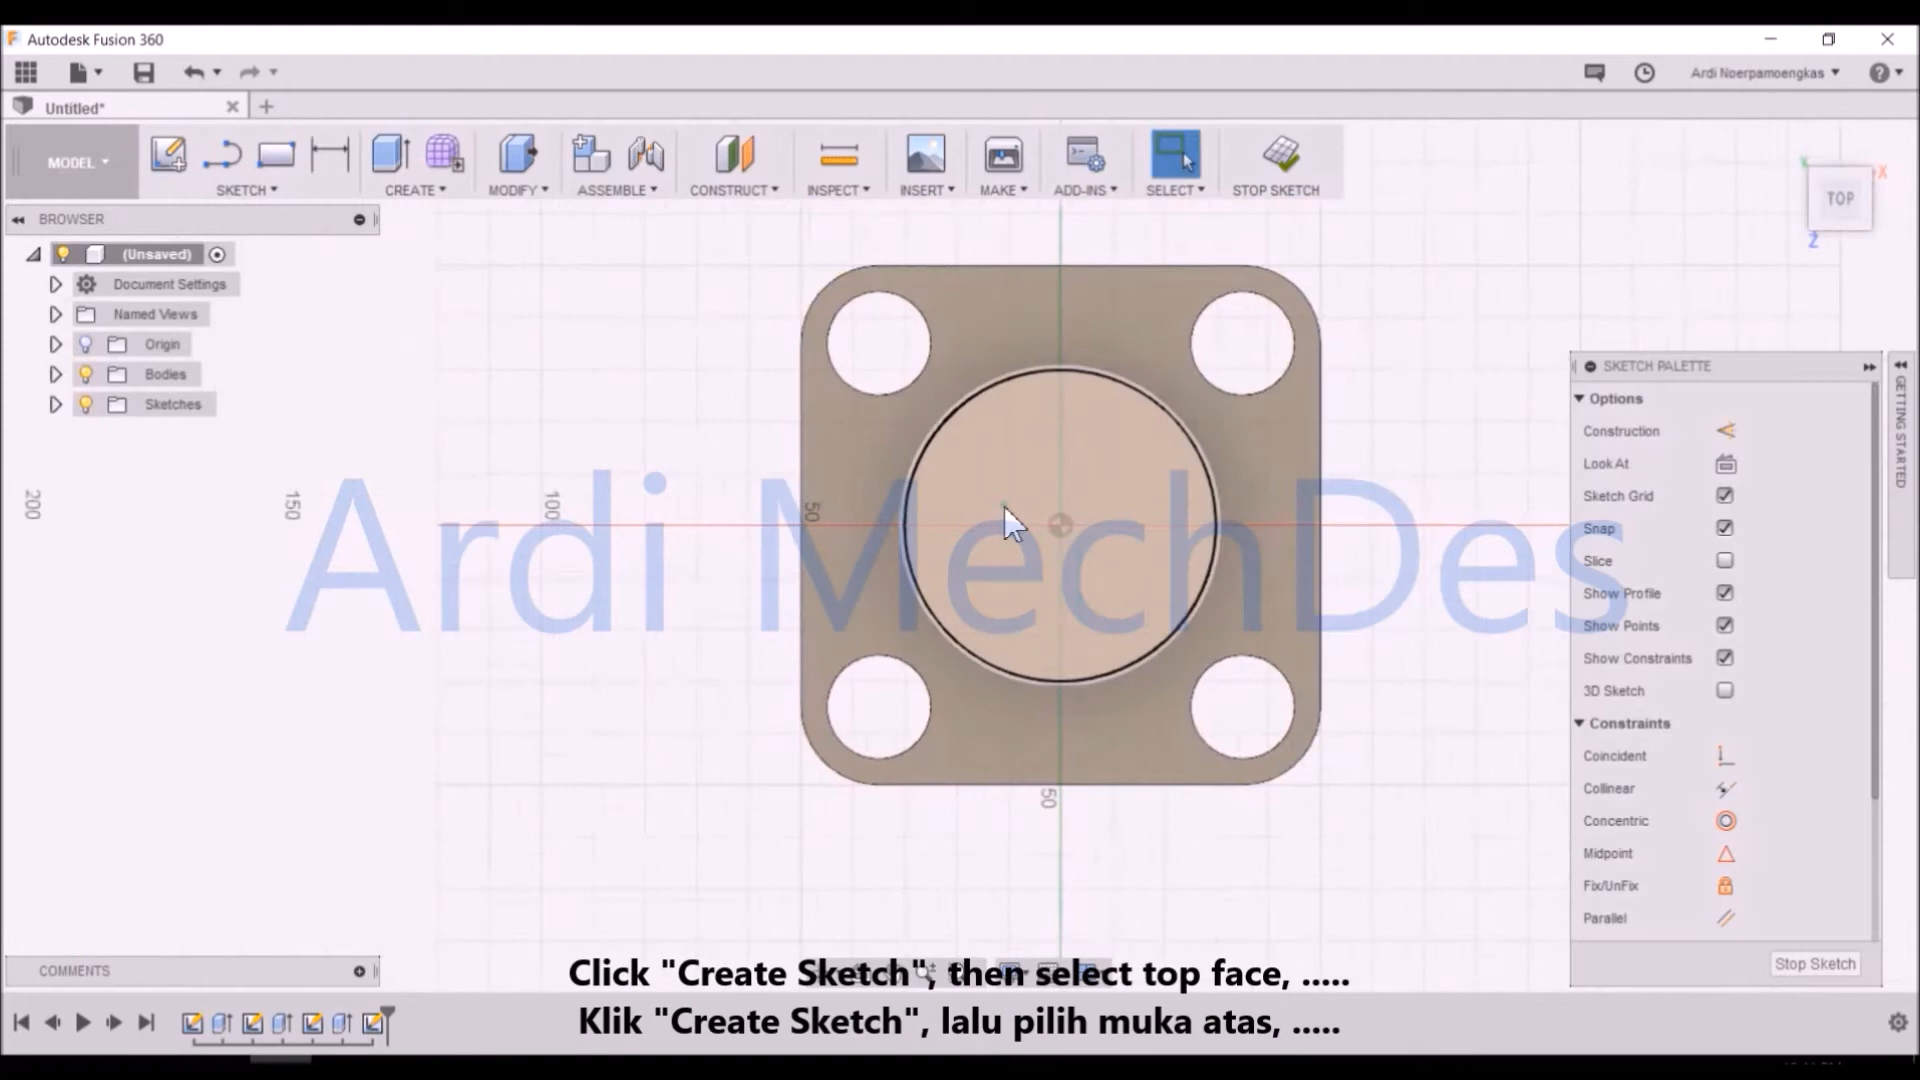 Autodesk Fusion 360
Ardi Noerpamoengkas
Untitled*
MODEL
SKETCH
CREATE
MODIFY
ASSEMBLE
CONSTRUCT
INSPECT
INSERT
MAKE
ADD-INS
SELECT
STOP SKETCH
BROWSER
(Unsaved)
Document Settings
Named Views
Origin
Bodies
Sketches
TOP
X
Z
200
150
100
50
50
Ardi MechDes
SKETCH PALETTE
Options
Construction
Look At
Sketch Grid
Snap
Slice
Show Profile
Show Points
Show Constraints
3D Sketch
Constraints
Coincident
Collinear
Concentric
Midpoint
Fix/UnFix
Parallel
Stop Sketch
GETTING STARTED
COMMENTS
Click "Create Sketch", then select top face, .....
Klik "Create Sketch", lalu pilih muka atas, .....